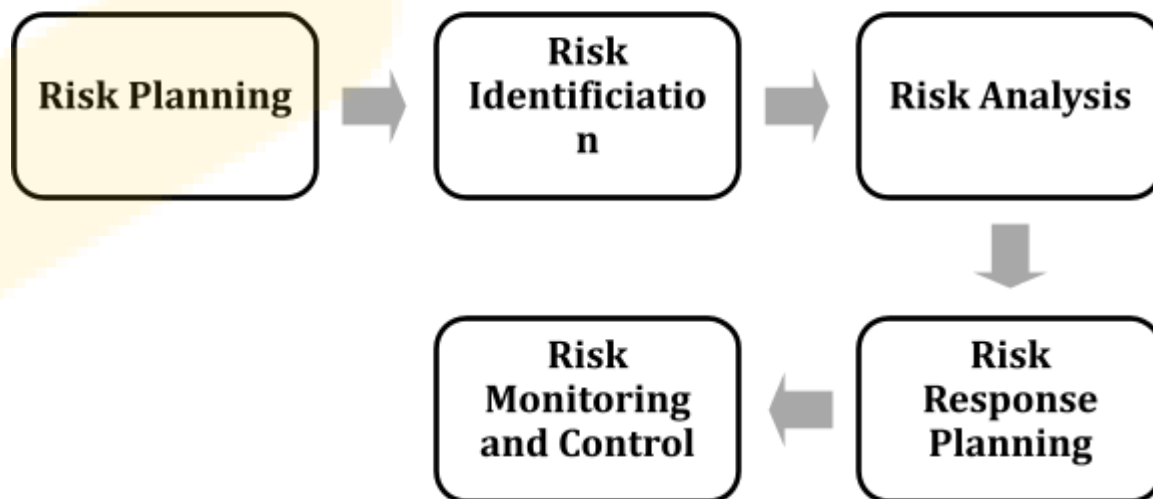 Risk Planning
Risk
Identificiatio
n
Risk Analysis
Risk
Response
Planning
Risk
Monitoring
and Control